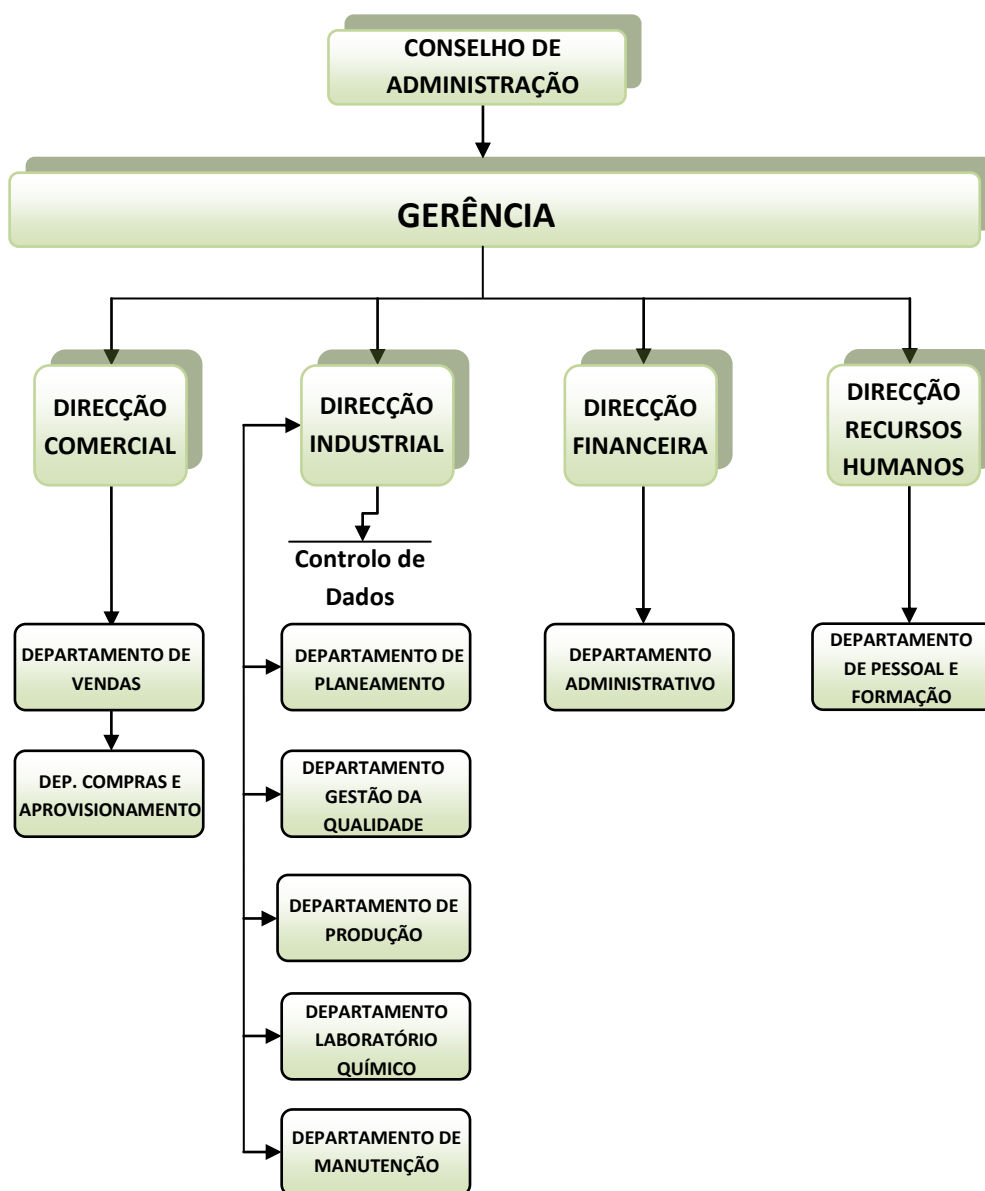 CONSELHO DE
ADMINISTRAÇÃO
GERÊNCIA
DIRECÇÃO
COMERCIAL
DIRECÇÃO
INDUSTRIAL
DIRECÇÃO
FINANCEIRA
DIRECÇÃO
RECURSOS
HUMANOS
Controlo de
Dados
DEPARTAMENTO DE
VENDAS
DEPARTAMENTO DE
PLANEAMENTO
DEPARTAMENTO
ADMINISTRATIVO
DEPARTAMENTO
DE PESSOAL E
FORMAÇÃO
DEP. COMPRAS E
APROVISIONAMENTO
DEPARTAMENTO
GESTÃO DA
QUALIDADE
DEPARTAMENTO DE
PRODUÇÃO
DEPARTAMENTO
LABORATÓRIO
QUÍMICO
DEPARTAMENTO DE
MANUTENÇÃO